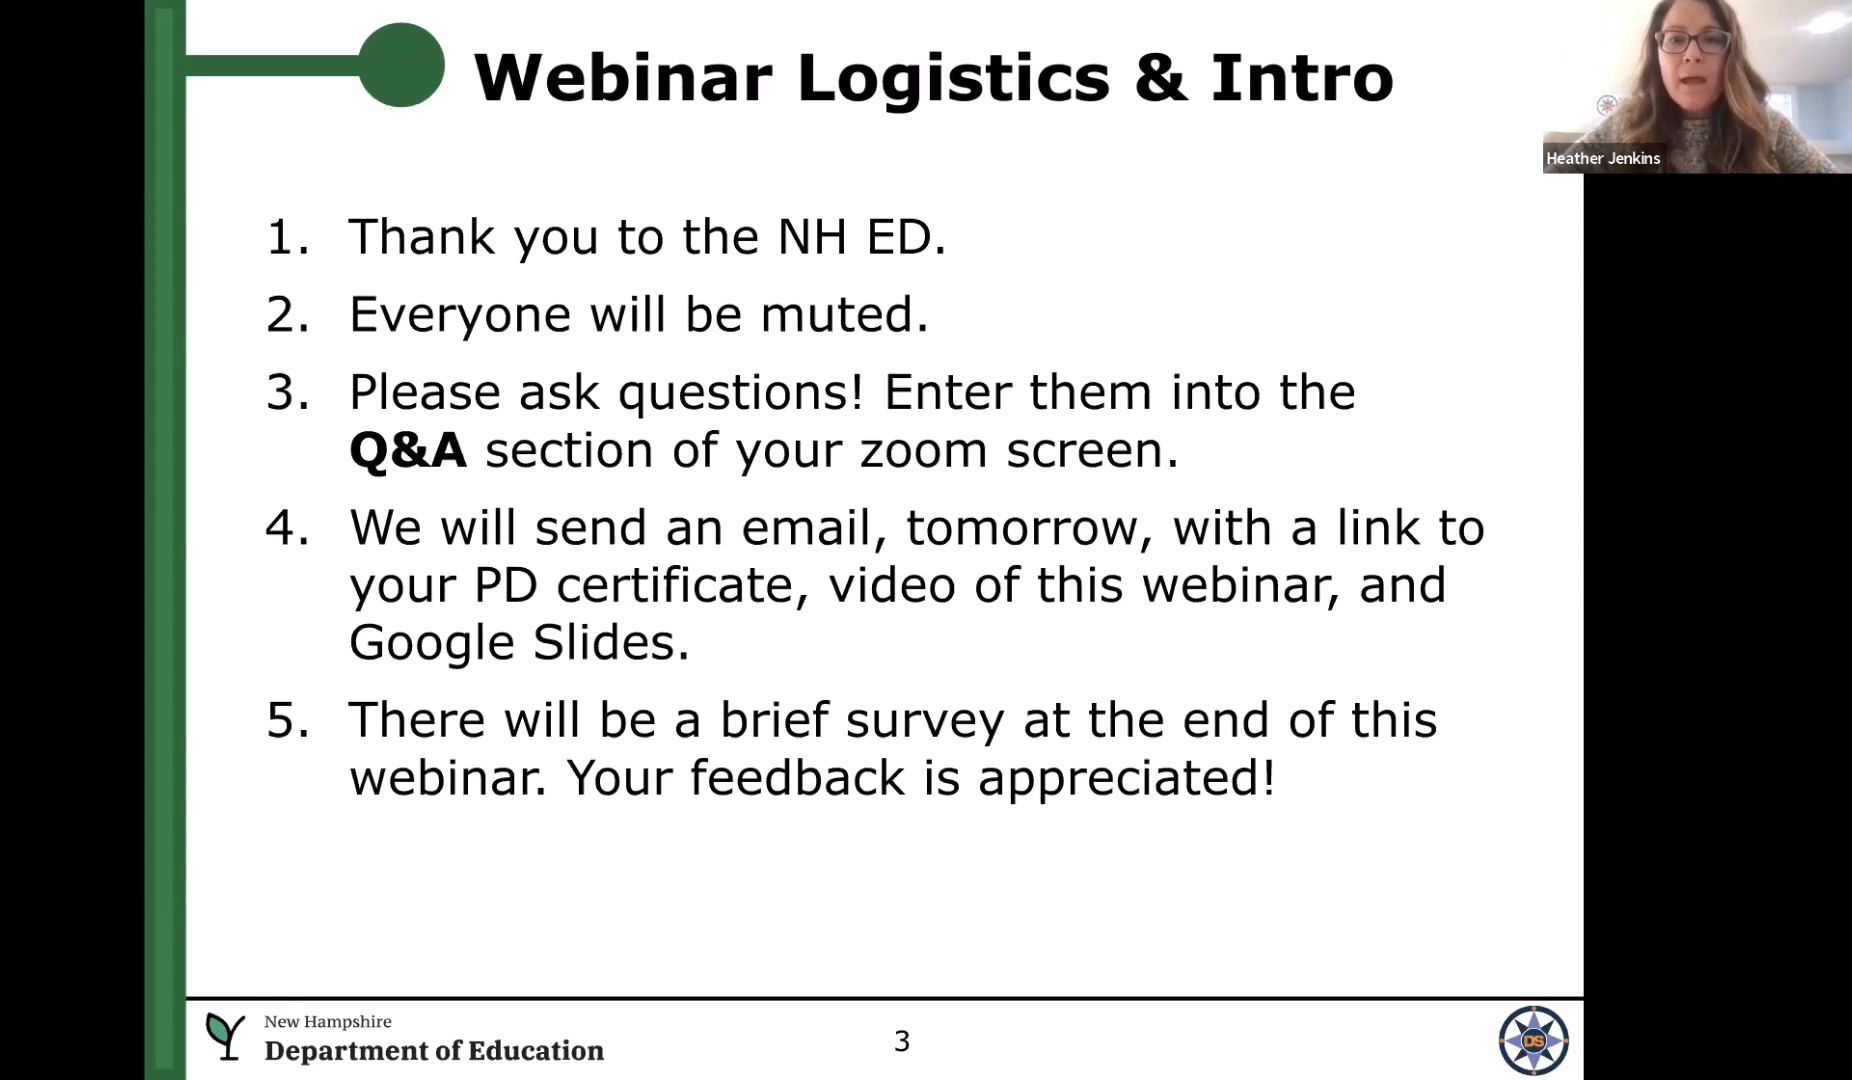 Webinar Logistics & Intro
Heather Jenkins
1. Thank you to the NH ED.
2. Everyone will be muted.
3. Please ask questions! Enter them into the
Q&A section of your zoom screen.
4. We will send an email, tomorrow, with a link to
your PD certificate, video of this webinar, and
Google Slides.
5. There will be a brief survey at the end of this
webinar. Your feedback is appreciated!
New Hampshire
Department of Education
3
DS